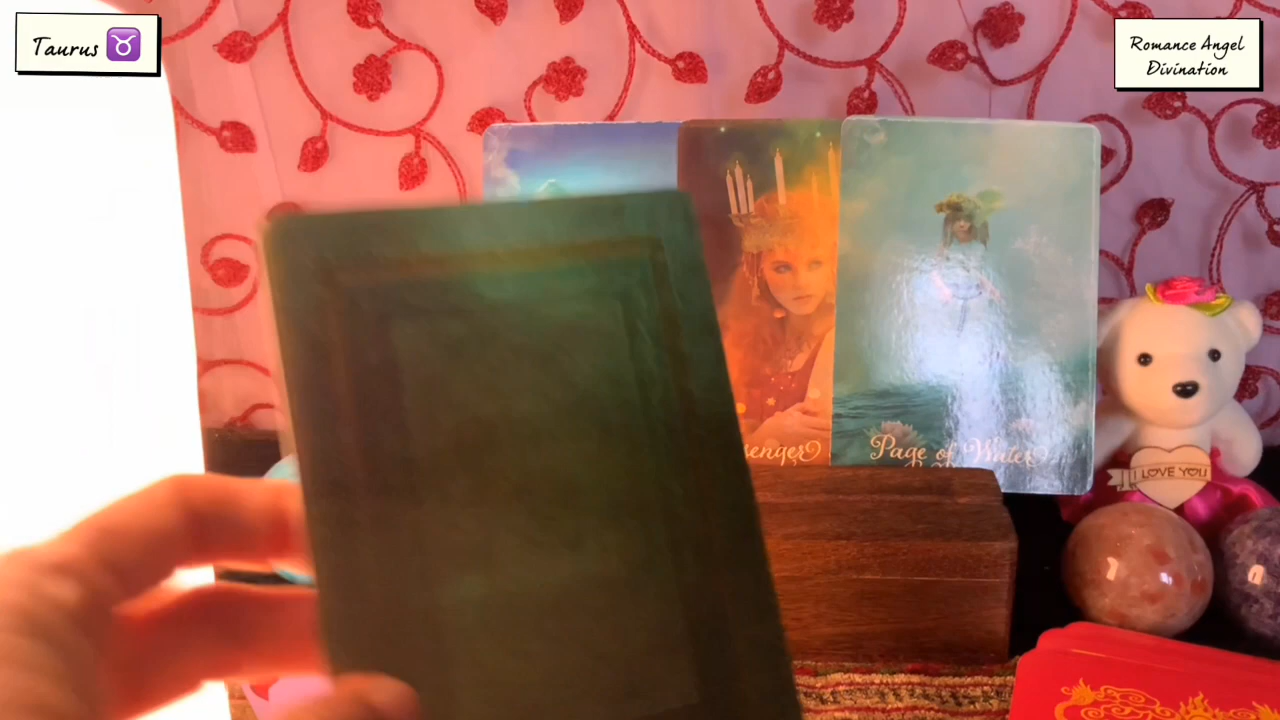 Taurus ♉
Romance Angel
Divination
Page of Water
I LOVE YOU